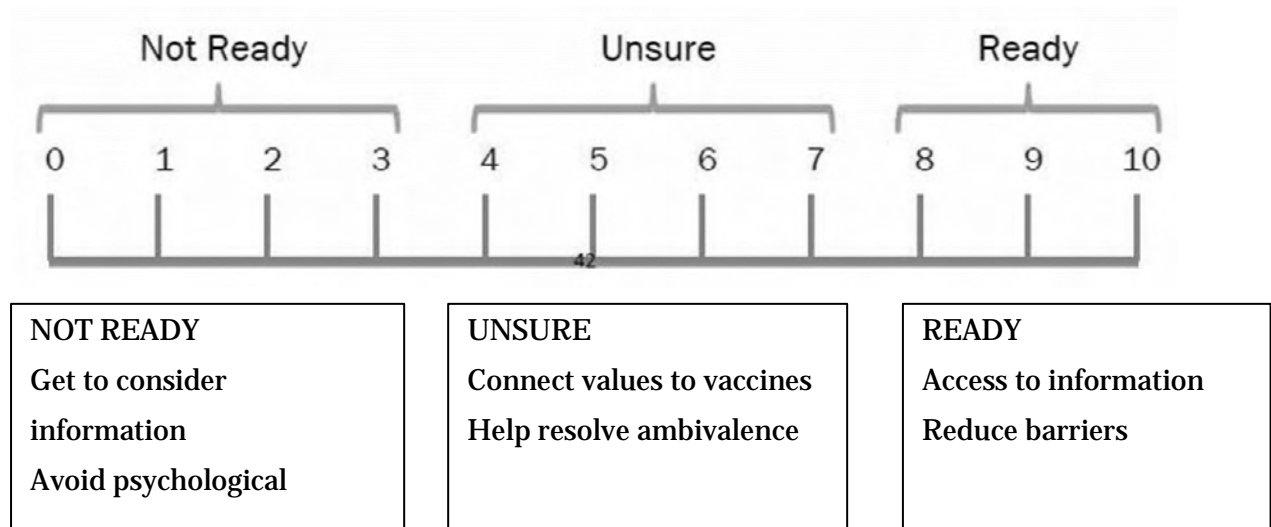 Not Ready Unsure Ready
0 1 2 3 4 5 6 7 8 9 10
42
NOT READY
Get to consider
information
Avoid psychological
UNSURE
Connect values to vaccines
Help resolve ambivalence
READY
Access to information
Reduce barriers